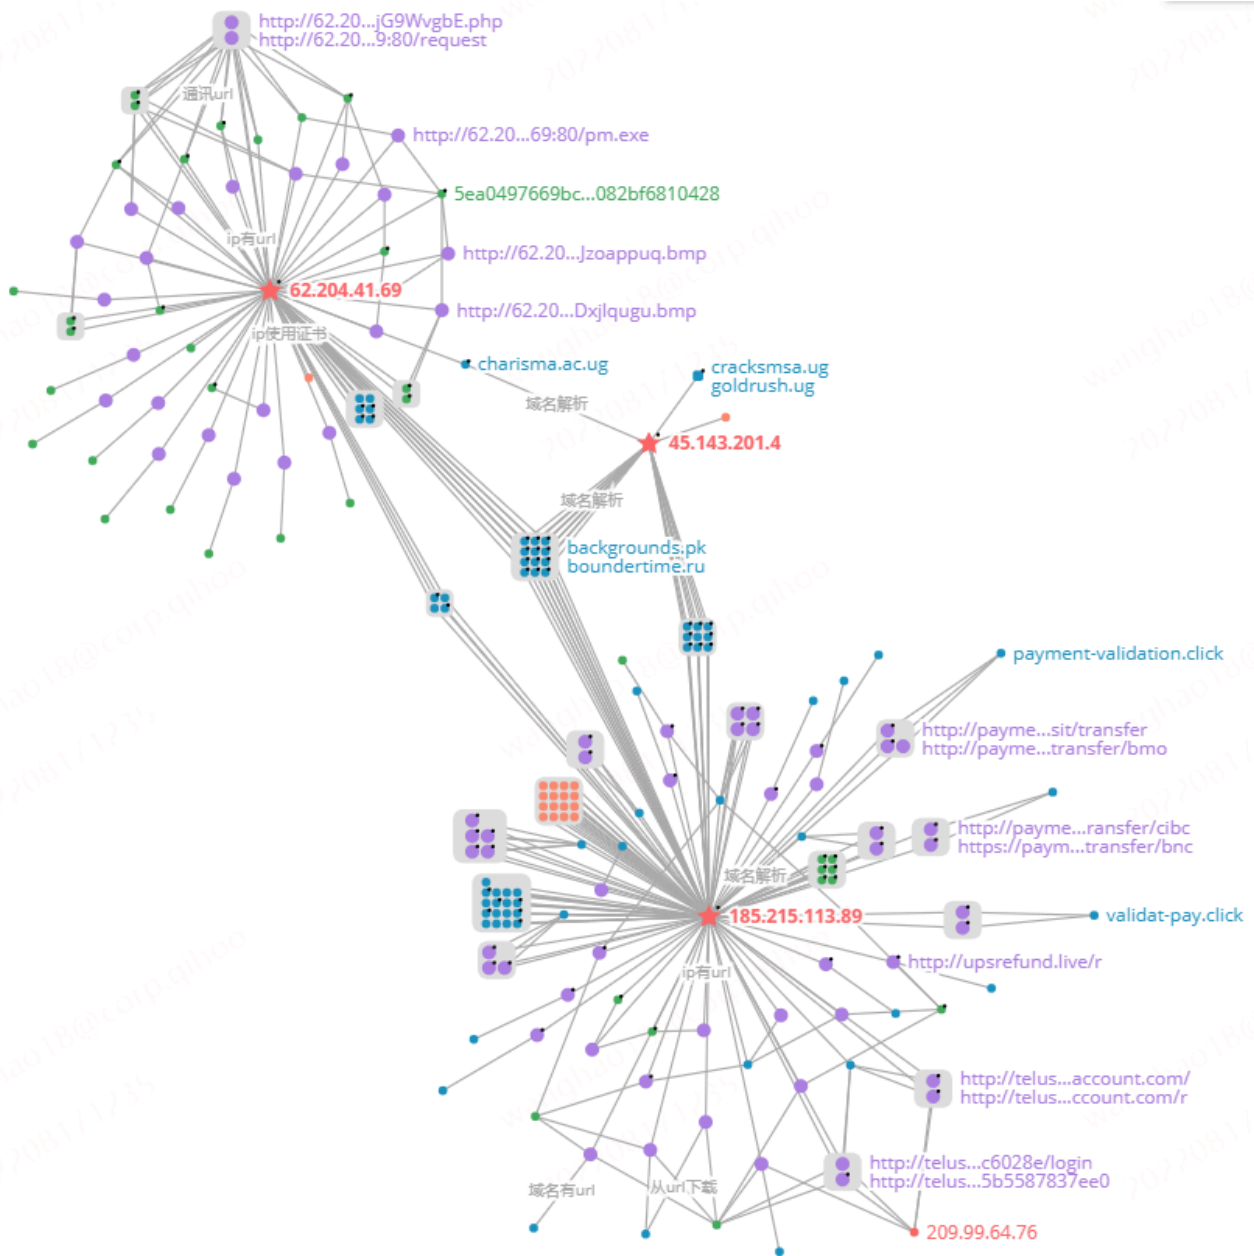 http://62.20...jG9WvgbE.php
http://62.20...9:80/request
通讯url
http://62.20...69:80/pm.exe
5ea0497669bc...082bf6810428
ip有url
http://62.20...Jzoappuq.bmp
62.204.41.69
http://62.20...Dxjlqugu.bmp
ip使用证书
charisma.ac.ug
cracksmsa.ug
goldrush.ug
域名解析
45.143.201.4
域名解析
backgrounds.pk
boundertime.ru
payment-validation.click
http://payme...sit/transfer
http://payme...transfer/bmo
http://payme...ransfer/cibc
https://paym...transfer/bnc
域名解析
185.215.113.89
validat-pay.click
http://upsrefund.live/r
ip有url
http://telus...account.com/
http://telus...ccount.com/r
http://telus...c6028e/login
http://telus...5b5587837ee0
域名有url
从url下载
209.99.64.76